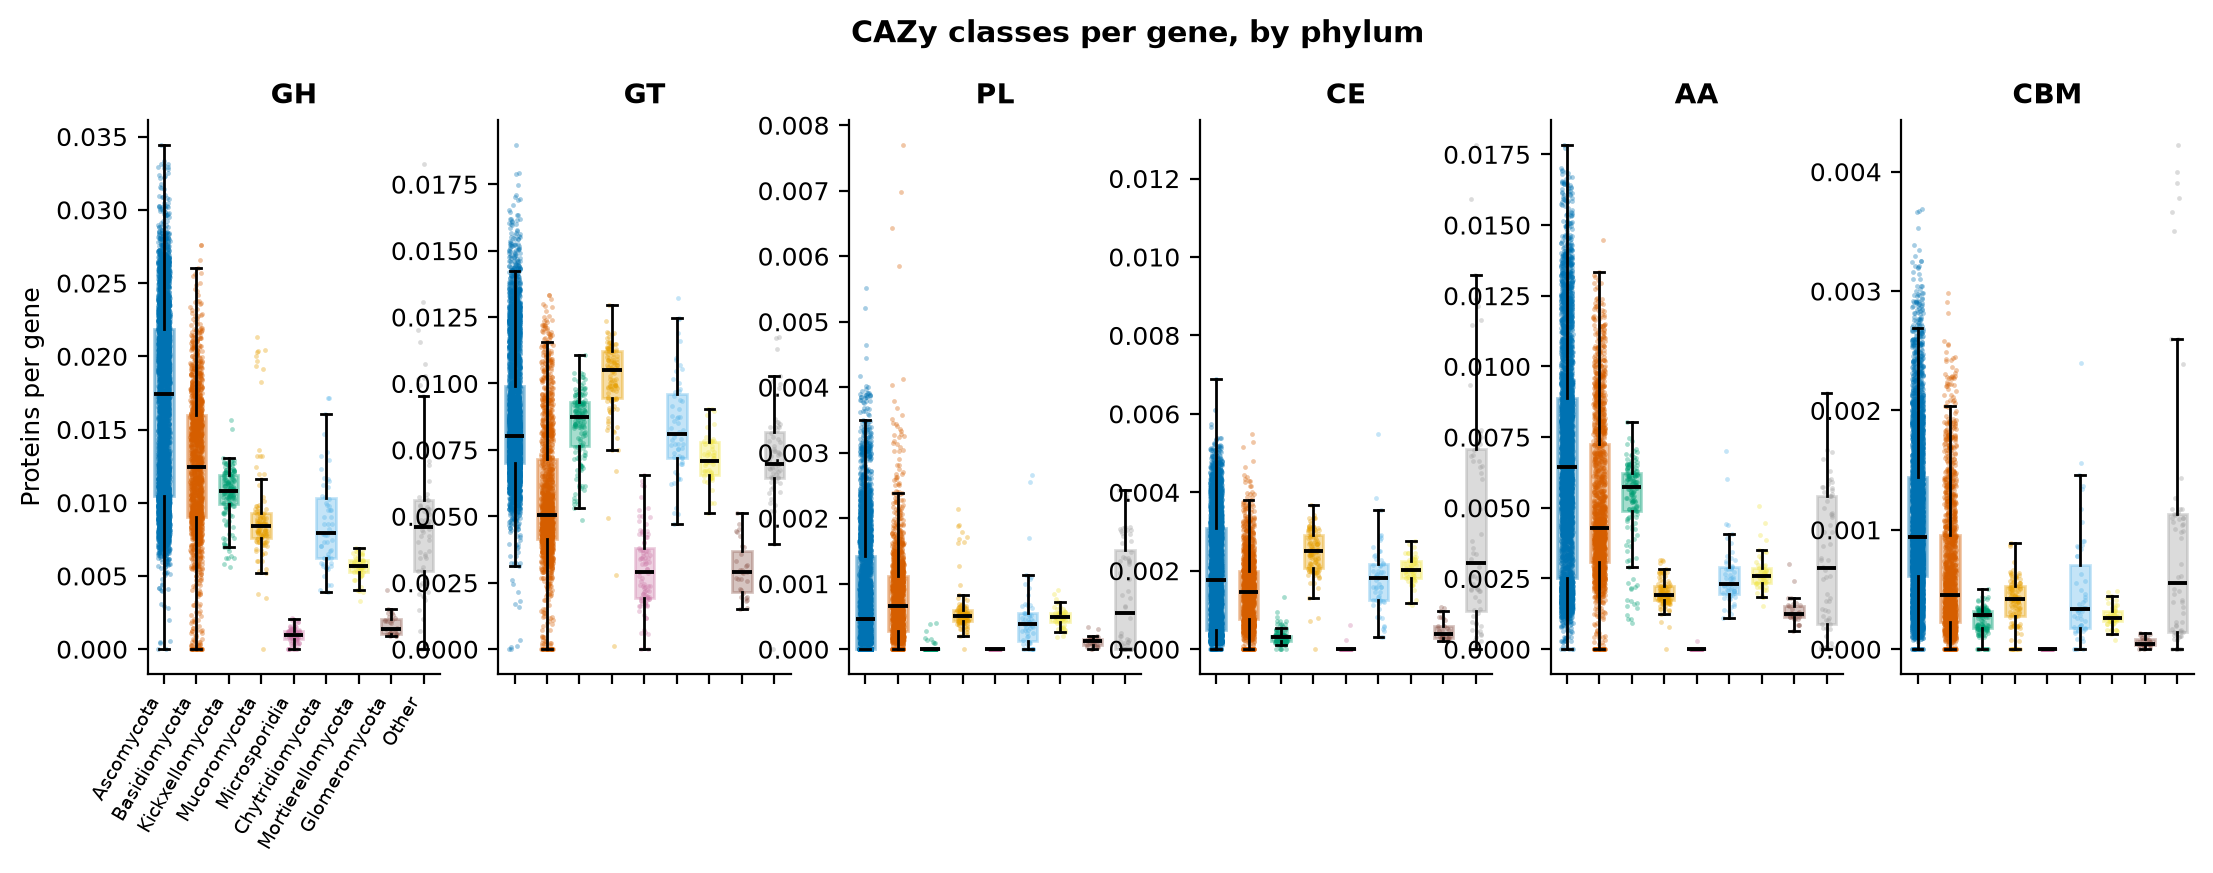 CAZy classes per gene, by phylum
GH
GT
PL
CE
AA
CBM
Proteins per gene
0.035
0.030
0.025
0.020
0.015
0.010
0.005
0.000
0.0175
0.0150
0.0125
0.0100
0.0075
0.0050
0.0025
0.0000
0.008
0.007
0.006
0.005
0.004
0.003
0.002
0.001
0.000
0.012
0.010
0.008
0.006
0.004
0.002
0.000
0.0175
0.0150
0.0125
0.0100
0.0075
0.0050
0.0025
0.0000
0.004
0.003
0.002
0.001
0.000
Ascomycota
Basidiomycota
Kickxellomycota
Mucoromycota
Microsporidia
Chytridiomycota
Mortierellomycota
Glomeromycota
Other